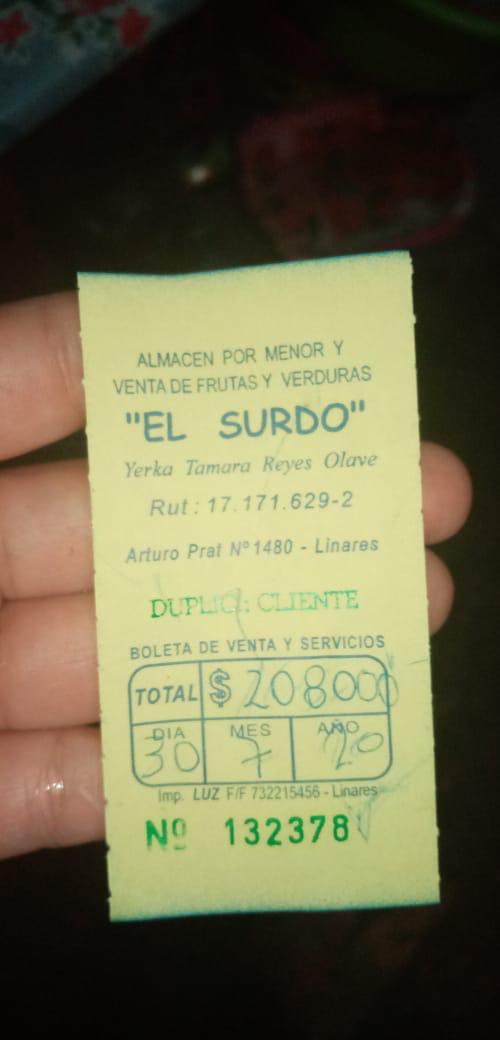 ALMACEN POR MENOR Y
VENTA DE FRUTAS Y VERDURAS
"EL SURDO"
Yerka Tamara Reyes Olave
Rut: 17.171.629-2
Arturo Prat Nº 1480 - Linares
CLIENTE
BOLETA DE VENTA Y SERVICIOS
TOTAL $
DIA MES AÑO
30 7 20
Imp. LUZ F/F 732215456 - Linares
Nº 132378